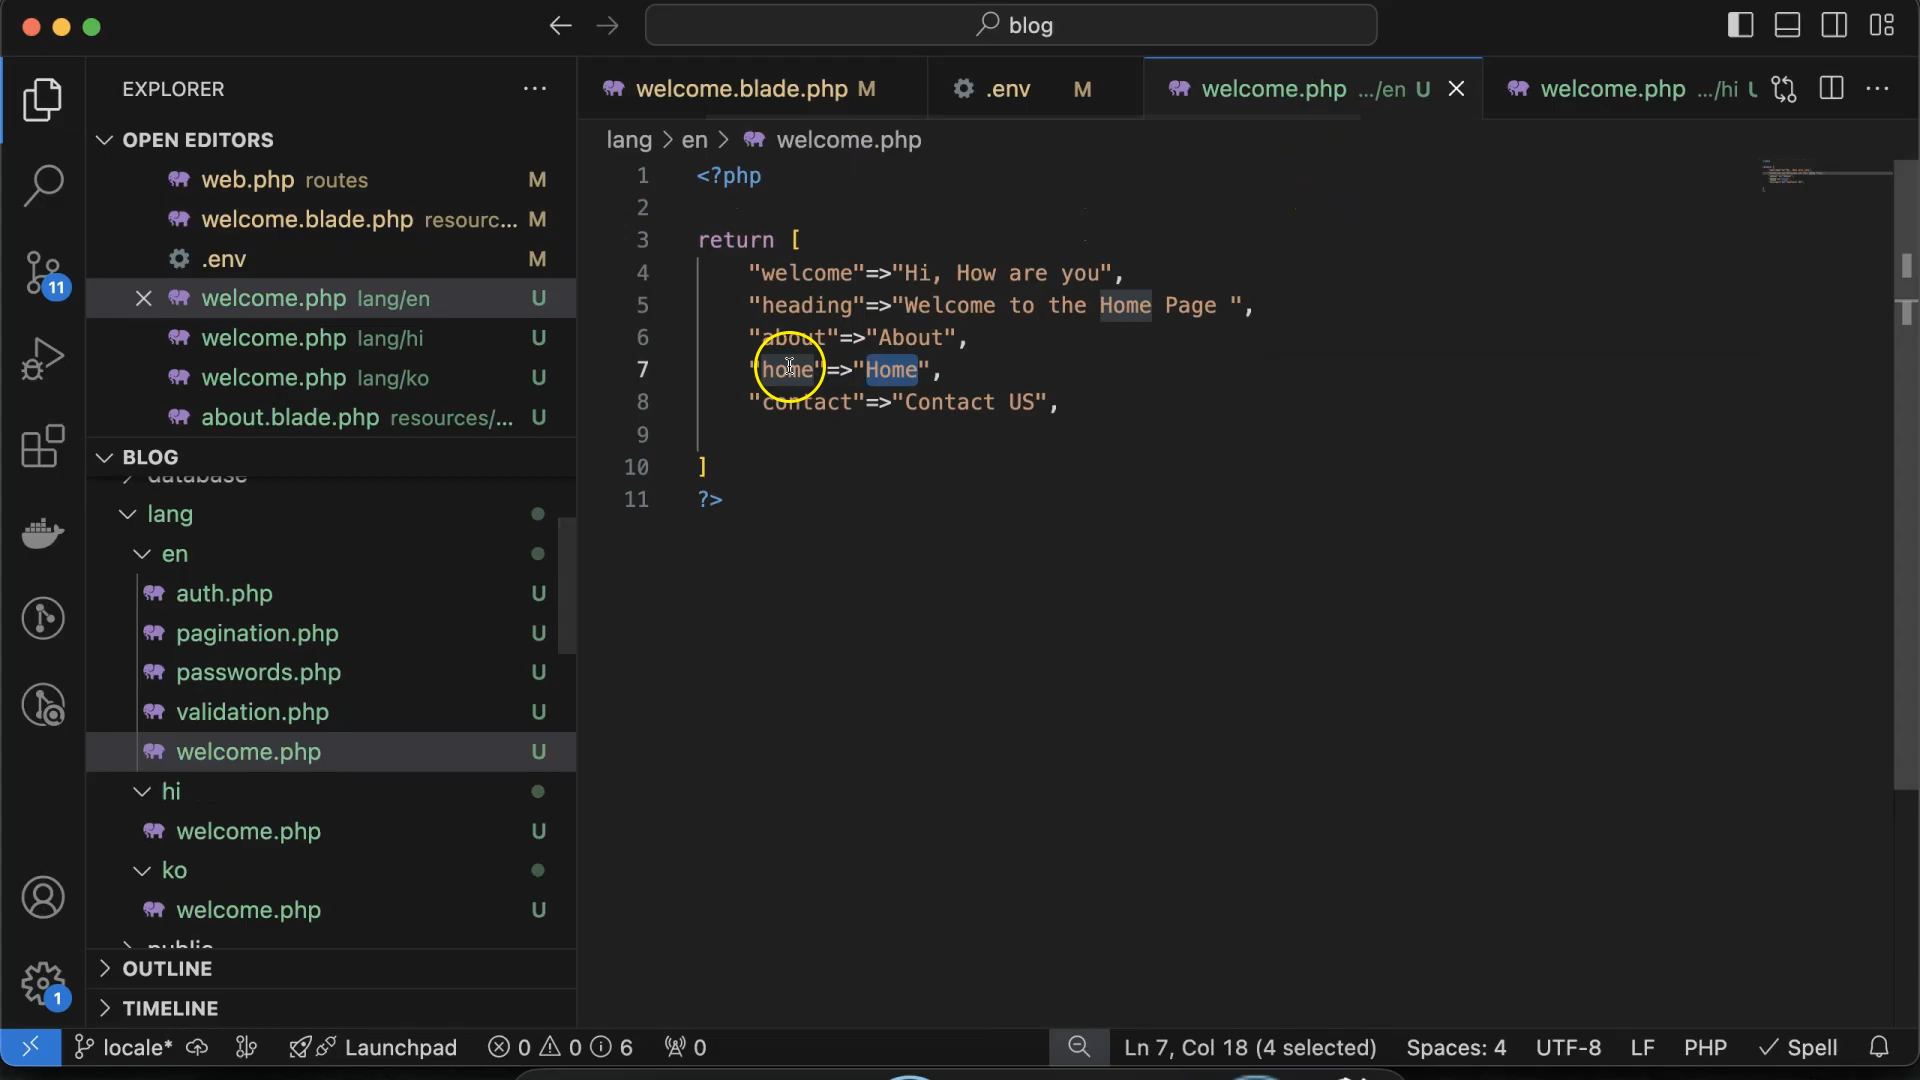 blog
EXPLORER
OPEN EDITORS
web.php routes M
welcome.blade.php resourc... M
.env M
welcome.php lang/en U
welcome.php lang/hi U
welcome.php lang/ko U
about.blade.php resources/... U
BLOG
database
lang
en
auth.php U
pagination.php U
passwords.php U
validation.php U
welcome.php U
hi
welcome.php U
ko
welcome.php U
public
OUTLINE
TIMELINE
11
1
welcome.blade.php M
.env M
welcome.php .../en U
welcome.php .../hi U
lang > en > welcome.php
1 <?php
2
3 return [
4 "welcome"=>"Hi, How are you",
5 "heading"=>"Welcome to the Home Page ",
6 "about"=>"About",
7 "home"=>"Home",
8 "contact"=>"Contact US",
9
10 ]
11 ?>
locale* Launchpad 0 0 6 0 Ln 7, Col 18 (4 selected) Spaces: 4 UTF-8 LF PHP Spell